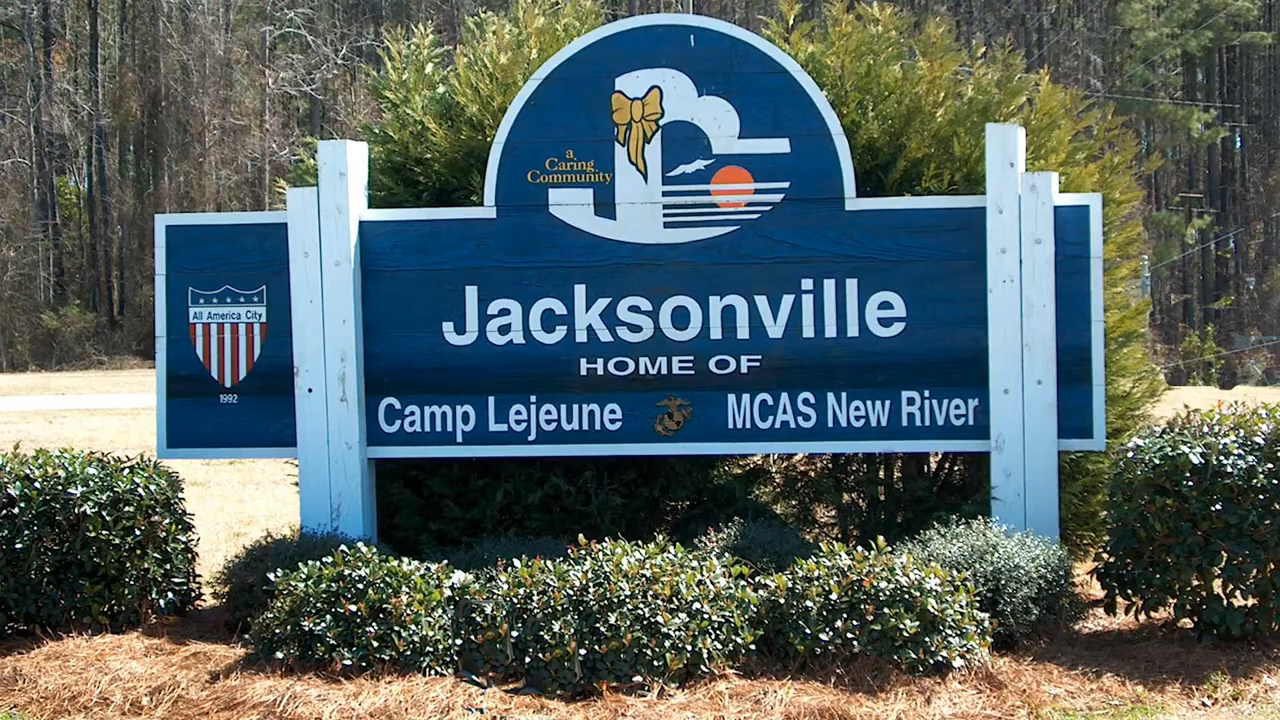 a
Caring
Community
All America City
1992
Jacksonville
HOME OF
Camp Lejeune MCAS New River